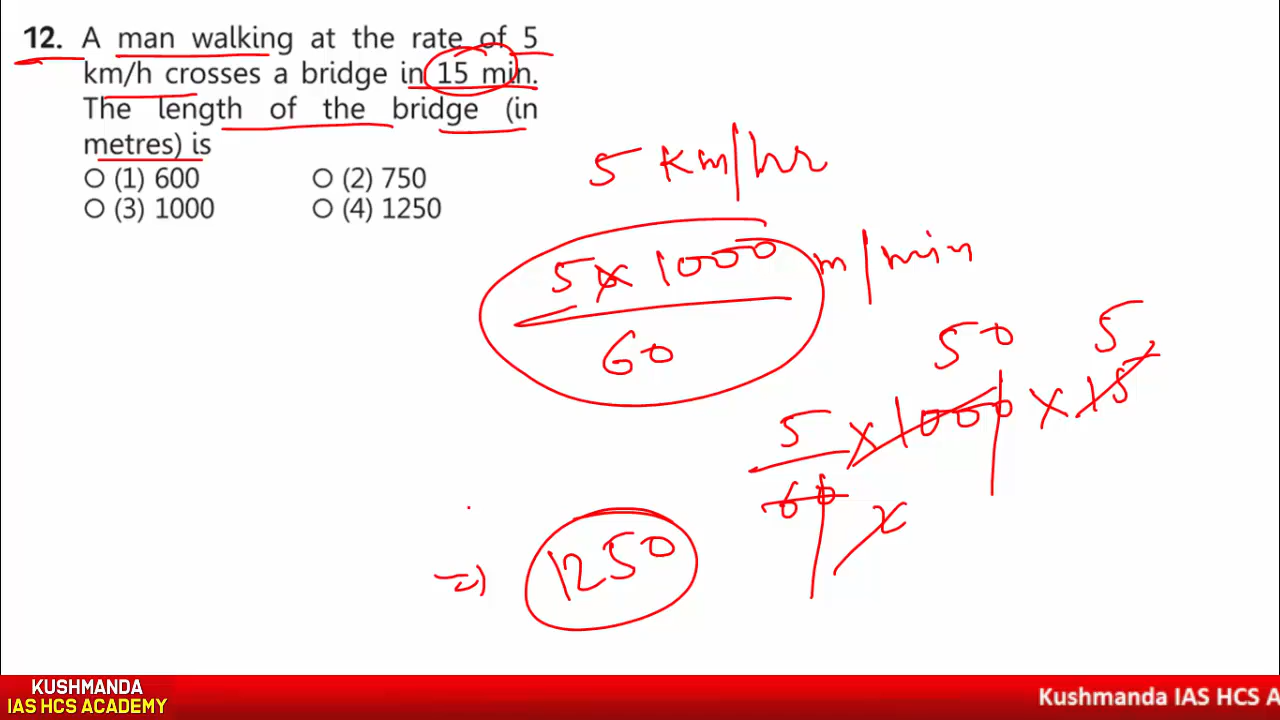 12. A man walking at the rate of 5
km/h crosses a bridge in 15 min.
The length of the bridge (in
metres) is
(1) 600 (2) 750
(3) 1000 (4) 1250
5 Km/hr
5 x 1000 m/min
60
50 5
5 x 1000 x 15
60 2
=) 1250
KUSHMANDA
IAS HCS ACADEMY
Kushmanda IAS HCS A